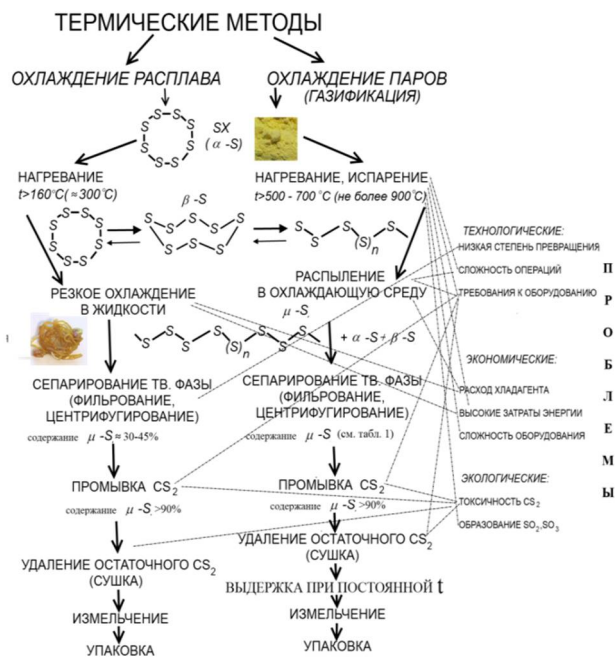 ТЕРМИЧЕСКИЕ МЕТОДЫ
ОХЛАЖДЕНИЕ РАСПЛАВА
ОХЛАЖДЕНИЕ ПАРОВ
(ГАЗИФИКАЦИЯ)
S S S S S S S S
SX
(α -S)
НАГРЕВАНИЕ
t>160°C( ≈300°C)
НАГРЕВАНИЕ, ИСПАРЕНИЕ
t>500 - 700 °C (не более 900°C)
β -S
S S S S S S S S
S S S S S S S S
S S S (S)n
РАСПЫЛЕНИЕ
В ОХЛАЖДАЮЩУЮ СРЕДУ
РЕЗКОЕ ОХЛАЖДЕНИЕ
В ЖИДКОСТИ
μ -S
S S S (S)n S S S
+ α -S+ β -S
СЕПАРИРОВАНИЕ ТВ. ФАЗЫ
(ФИЛЬРОВАНИЕ,
ЦЕНТРИФУГИРОВАНИЕ)
содержание μ -S ≈ 30-45%
СЕПАРИРОВАНИЕ ТВ. ФАЗЫ
(ФИЛЬРОВАНИЕ,
ЦЕНТРИФУГИРОВАНИЕ)
содержание μ -S (см. табл. 1)
ПРОМЫВКА CS2
содержание μ -S >90%
ПРОМЫВКА CS2
содержание μ -S >90%
УДАЛЕНИЕ ОСТАТОЧНОГО CS2
(СУШКА)
УДАЛЕНИЕ ОСТАТОЧНОГО CS2
(СУШКА)
ВЫДЕРЖКА ПРИ ПОСТОЯННОЙ t
ИЗМЕЛЬЧЕНИЕ
УПАКОВКА
ИЗМЕЛЬЧЕНИЕ
УПАКОВКА
ТЕХНОЛОГИЧЕСКИЕ:
НИЗКАЯ СТЕПЕНЬ ПРЕВРАЩЕНИЯ
СЛОЖНОСТЬ ОПЕРАЦИЙ
ТРЕБОВАНИЯ К ОБОРУДОВАНИЮ
ЭКОНОМИЧЕСКИЕ:
РАСХОД ХЛАДАГЕНТА
ВЫСОКИЕ ЗАТРАТЫ ЭНЕРГИИ
СЛОЖНОСТЬ ОБОРУДОВАНИЯ
ЭКОЛОГИЧЕСКИЕ:
ТОКСИЧНОСТЬ CS2
ОБРАЗОВАНИЕ SO2,SO3
П
Р
О
Б
Л
Е
М
Ы